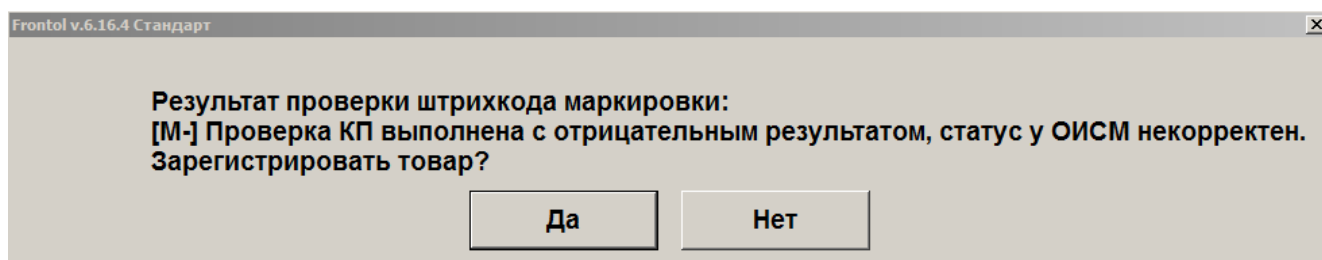 Frontol v.6.16.4 Стандарт
Результат проверки штрихкода маркировки:
[М-] Проверка КП выполнена с отрицательным результатом, статус у ОИСМ некорректен.
Зарегистрировать товар?
Да Нет